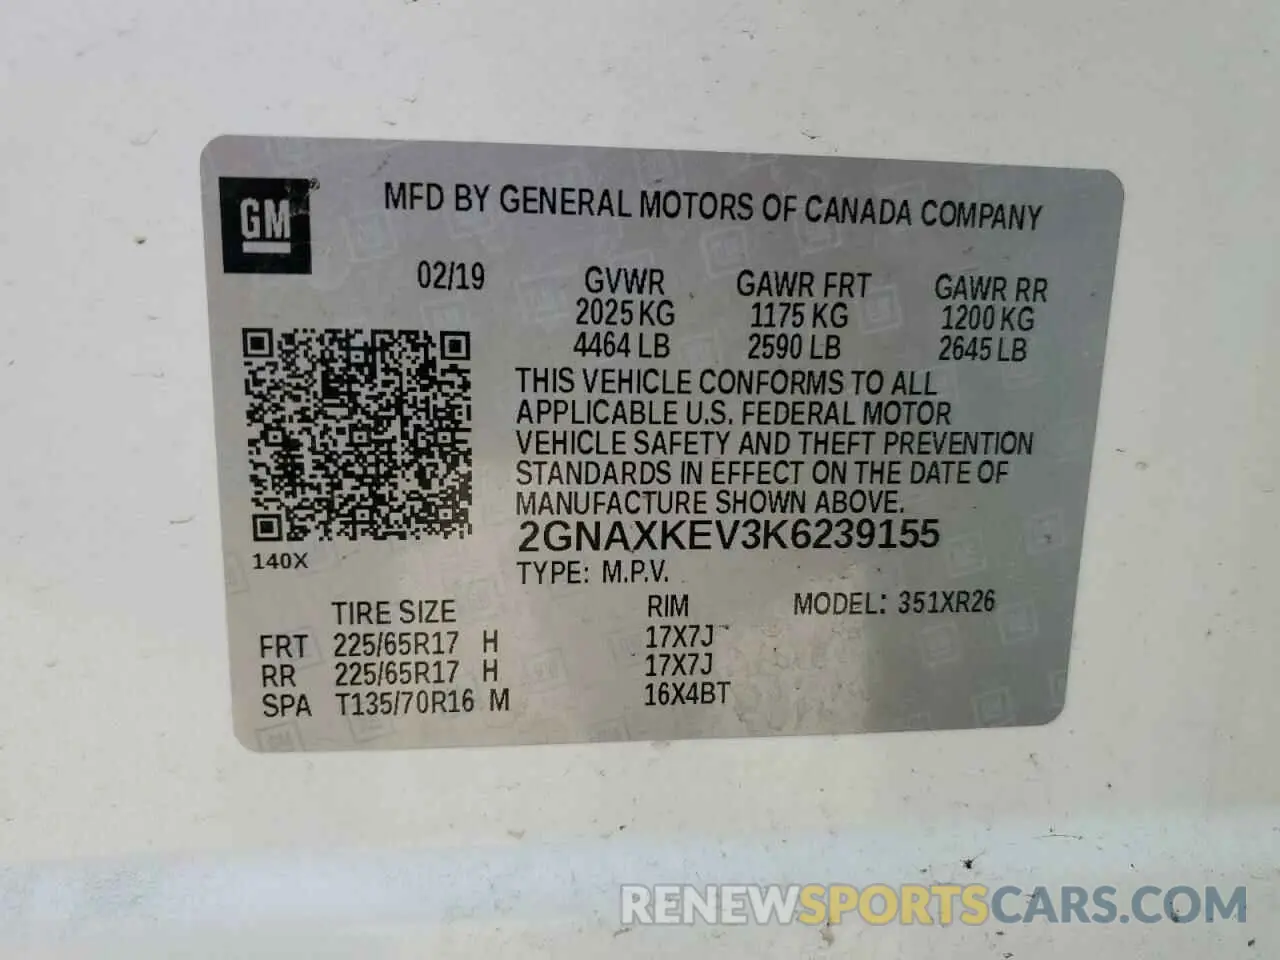 GM
MFD BY GENERAL MOTORS OF CANADA COMPANY
02/19 GVWR GAWR FRT GAWR RR
2025 KG 1175 KG 1200 KG
4464 LB 2590 LB 2645 LB
THIS VEHICLE CONFORMS TO ALL
APPLICABLE U.S. FEDERAL MOTOR
VEHICLE SAFETY AND THEFT PREVENTION
STANDARDS IN EFFECT ON THE DATE OF
MANUFACTURE SHOWN ABOVE.
2GNAXKEV3K6239155
140X
TYPE: M.P.V.
TIRE SIZE RIM MODEL: 351XR26
FRT 225/65R17 H 17X7J
RR 225/65R17 H 17X7J
SPA T135/70R16 M 16X4BT
RENEWSPORTSCARS.COM